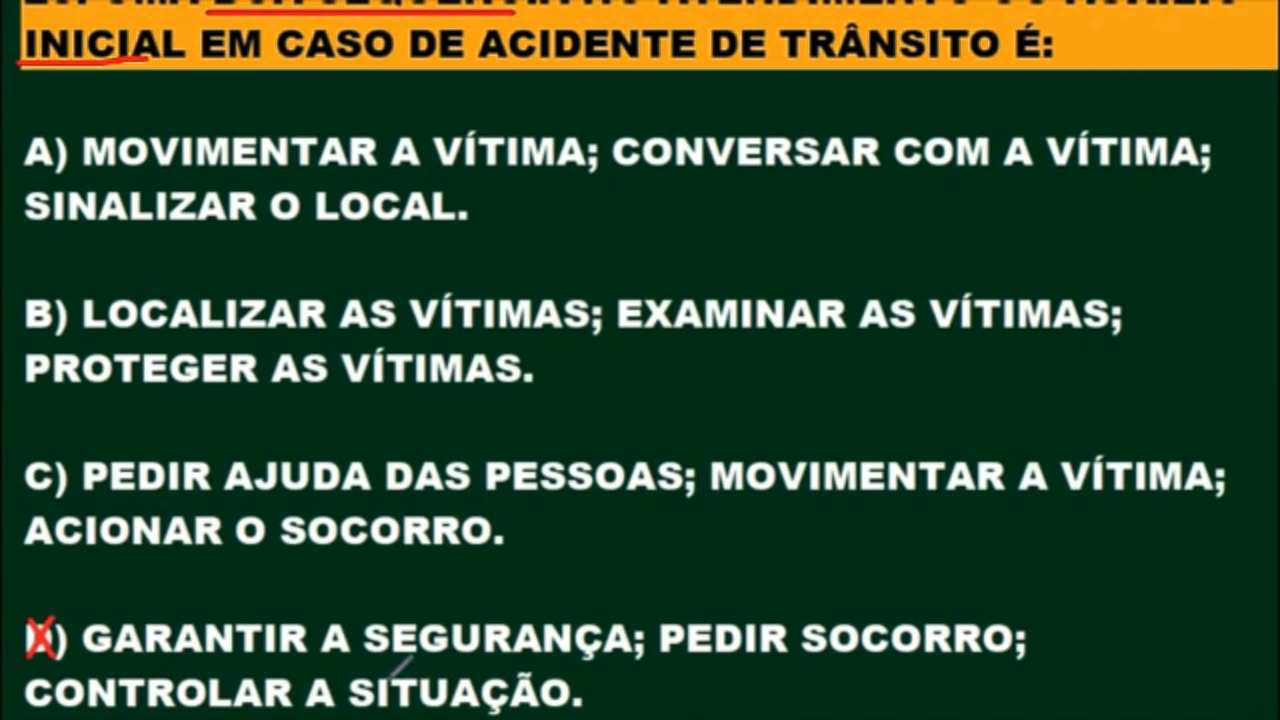 INICIAL EM CASO DE ACIDENTE DE TRÂNSITO É:
A) MOVIMENTAR A VÍTIMA; CONVERSAR COM A VÍTIMA;
SINALIZAR O LOCAL.
B) LOCALIZAR AS VÍTIMAS; EXAMINAR AS VÍTIMAS;
PROTEGER AS VÍTIMAS.
C) PEDIR AJUDA DAS PESSOAS; MOVIMENTAR A VÍTIMA;
ACIONAR O SOCORRO.
D) GARANTIR A SEGURANÇA; PEDIR SOCORRO;
CONTROLAR A SITUAÇÃO.